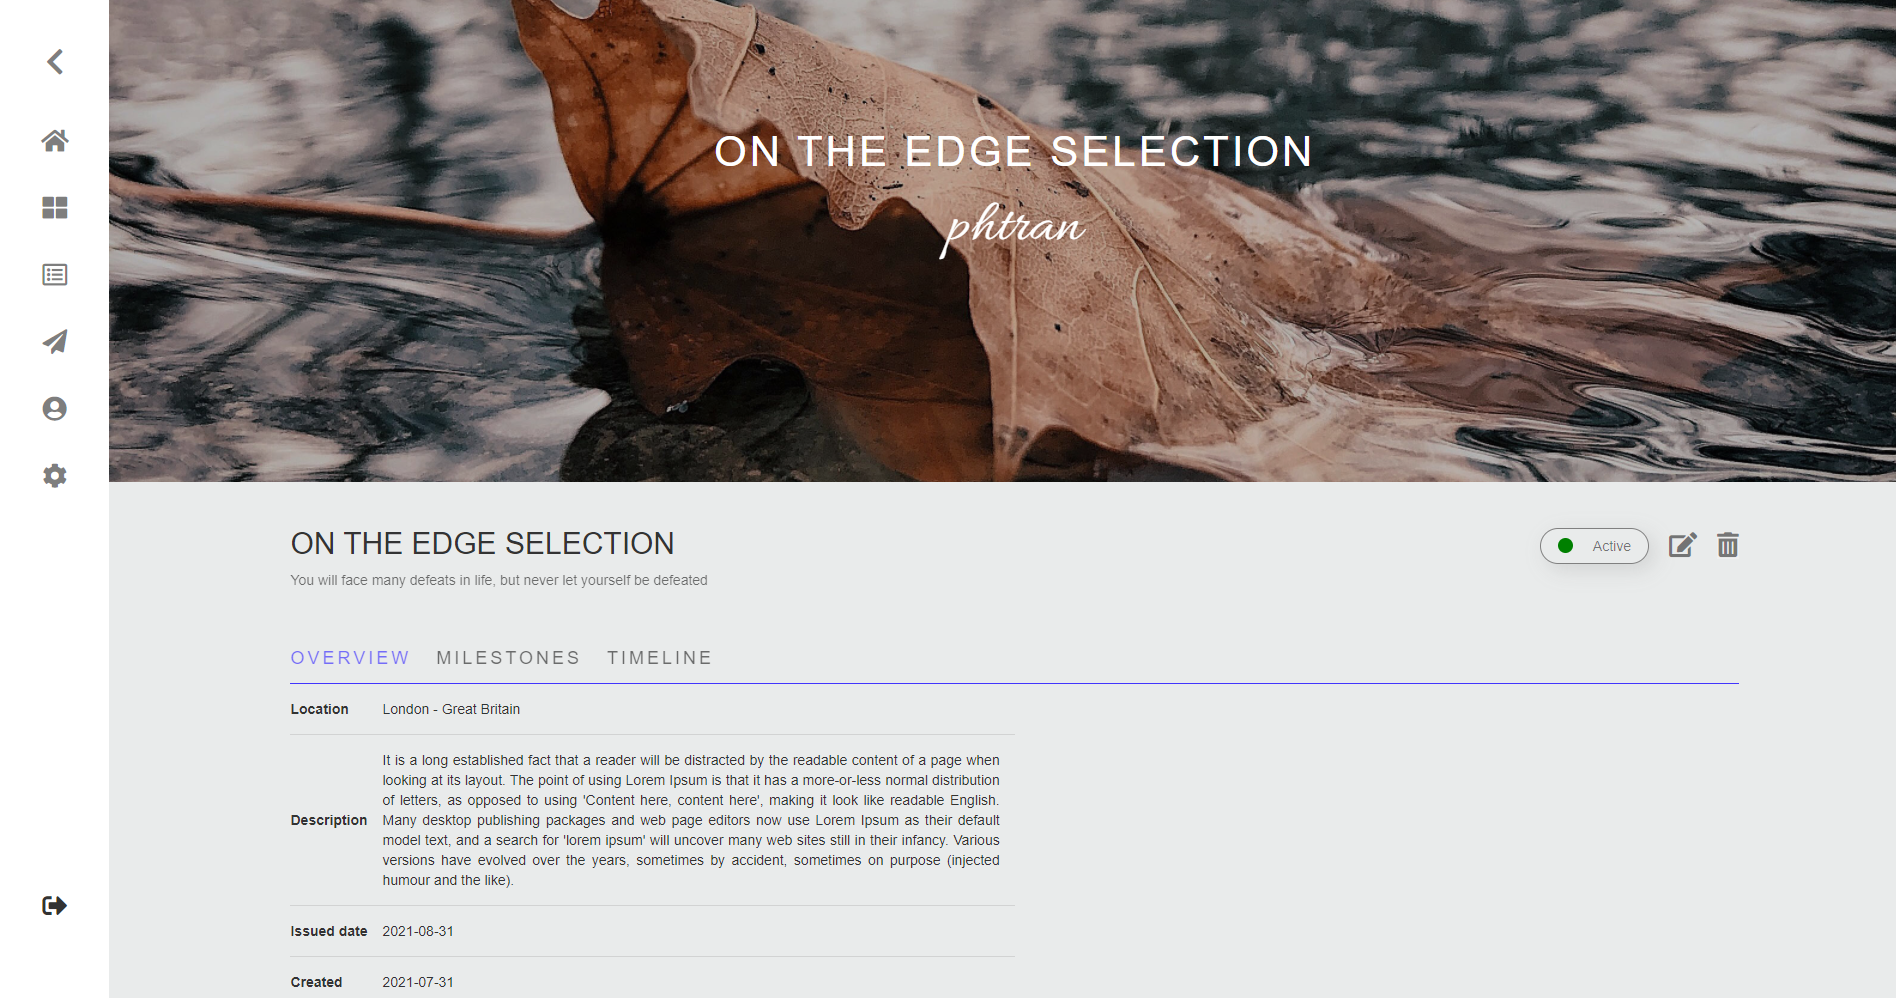 ON THE EDGE SELECTION
phtran
ON THE EDGE SELECTION
Active
You will face many defeats in life, but never let yourself be defeated
OVERVIEW MILESTONES TIMELINE
Location London - Great Britain
It is a long established fact that a reader will be distracted by the readable content of a page when
looking at its layout. The point of using Lorem Ipsum is that it has a more-or-less normal distribution
of letters, as opposed to using 'Content here, content here', making it look like readable English.
Description Many desktop publishing packages and web page editors now use Lorem Ipsum as their default
model text, and a search for 'lorem ipsum' will uncover many web sites still in their infancy. Various
versions have evolved over the years, sometimes by accident, sometimes on purpose (injected
humour and the like).
Issued date 2021-08-31
Created 2021-07-31